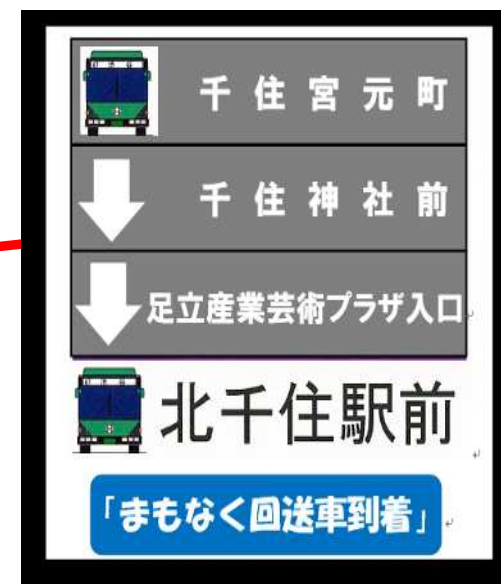 千住宮元町
千住神社前
足立産業芸術プラザ入口
北千住駅前
「まもなく回送車到着」